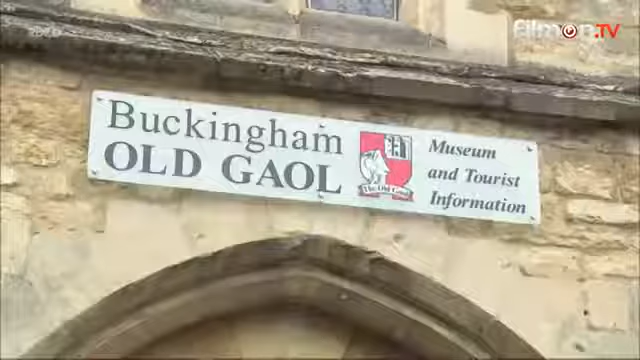 filmon.TV
Buckingham
OLD GAOL
The Old Gaol
Museum
and Tourist
Information